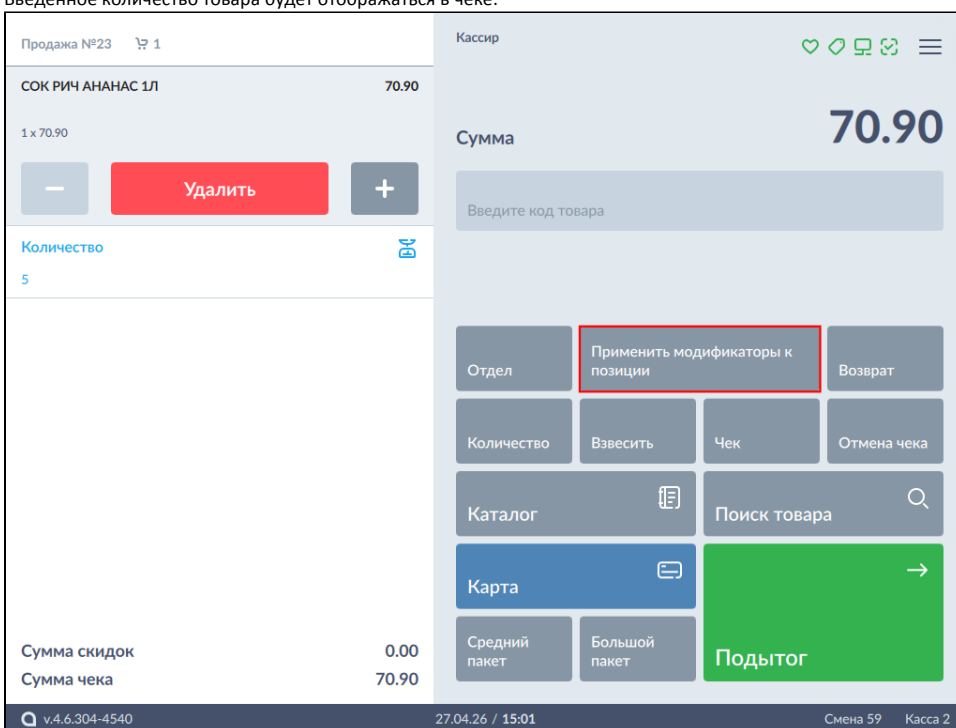 Введенное количество товара будет отображаться в чеке.
Продажа №23 1
СОК РИЧ АНАНАС 1Л 70.90
1 x 70.90
Удалить
Количество
5
Сумма скидок 0.00
Сумма чека 70.90
Кассир
Сумма 70.90
Введите код товара
Отдел
Применить модификаторы к
позиции
Возврат
Количество
Взвесить
Чек
Отмена чека
Каталог
Поиск товара
Карта
Средний
пакет
Большой
пакет
Подытог
v.4.6.304-4540
27.04.26 / 15:01
Смена 59 Касса 2